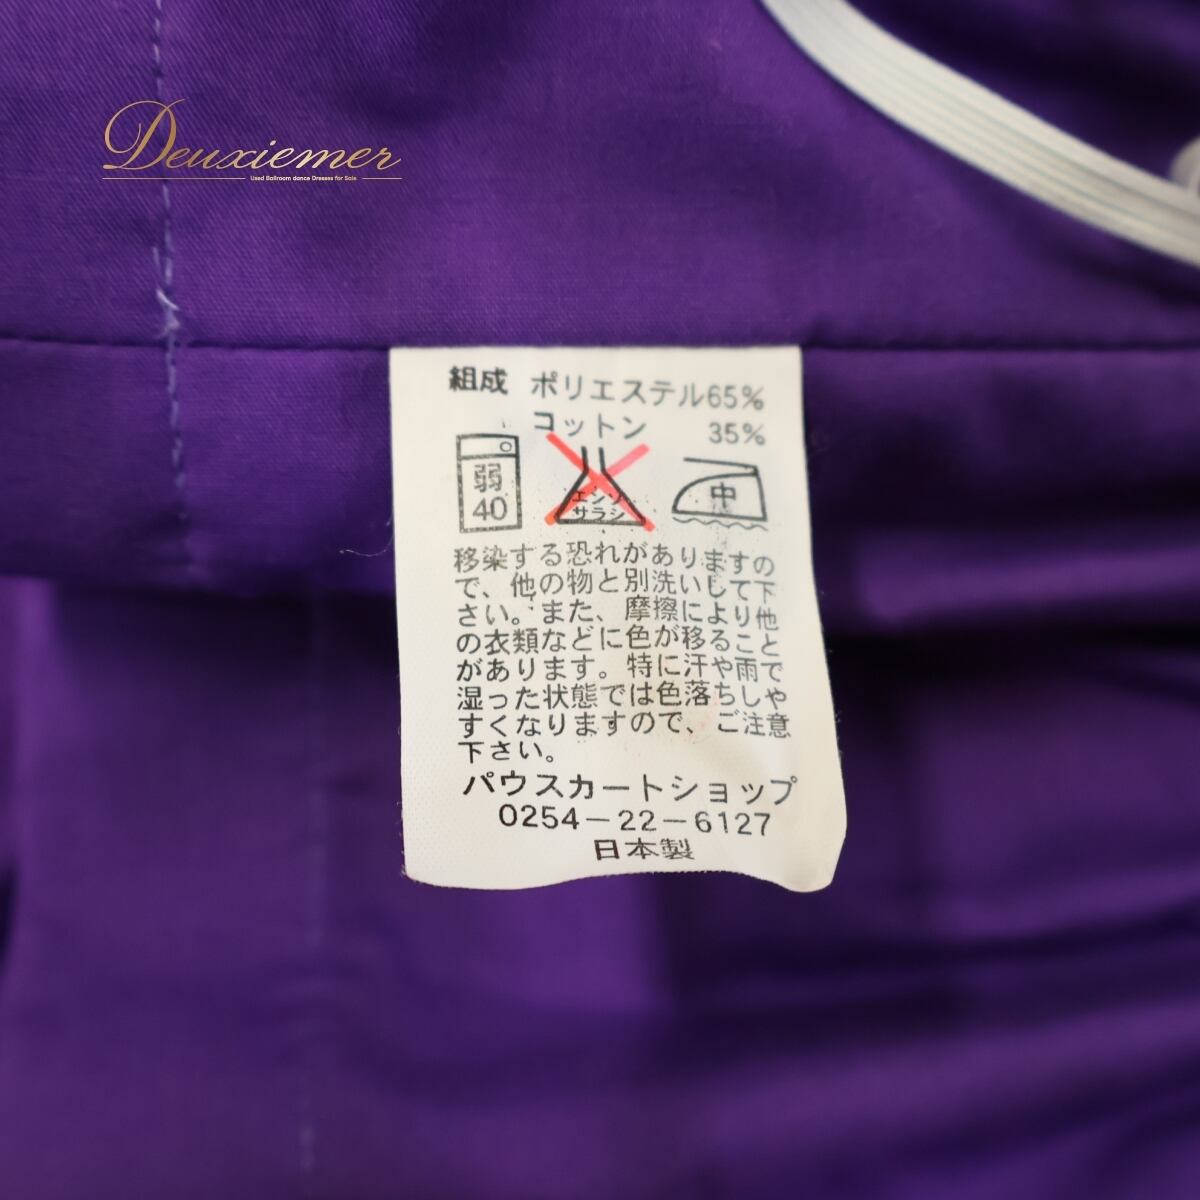 Deuxiemer
Used Ballroom dance Dresses for Sale
組成 ポリエステル65%
コットン 35%
弱
40
エンソ
サラシ
中
移染する恐れがありますの
で、他の物と別洗いして下
さい。また、摩擦により他
の衣類などに色が移ること
があります。特に汗や雨で
湿った状態では色落ちしや
すくなりますので、ご注意
下さい。
パウスカートショップ
0254-22-6127
日本製